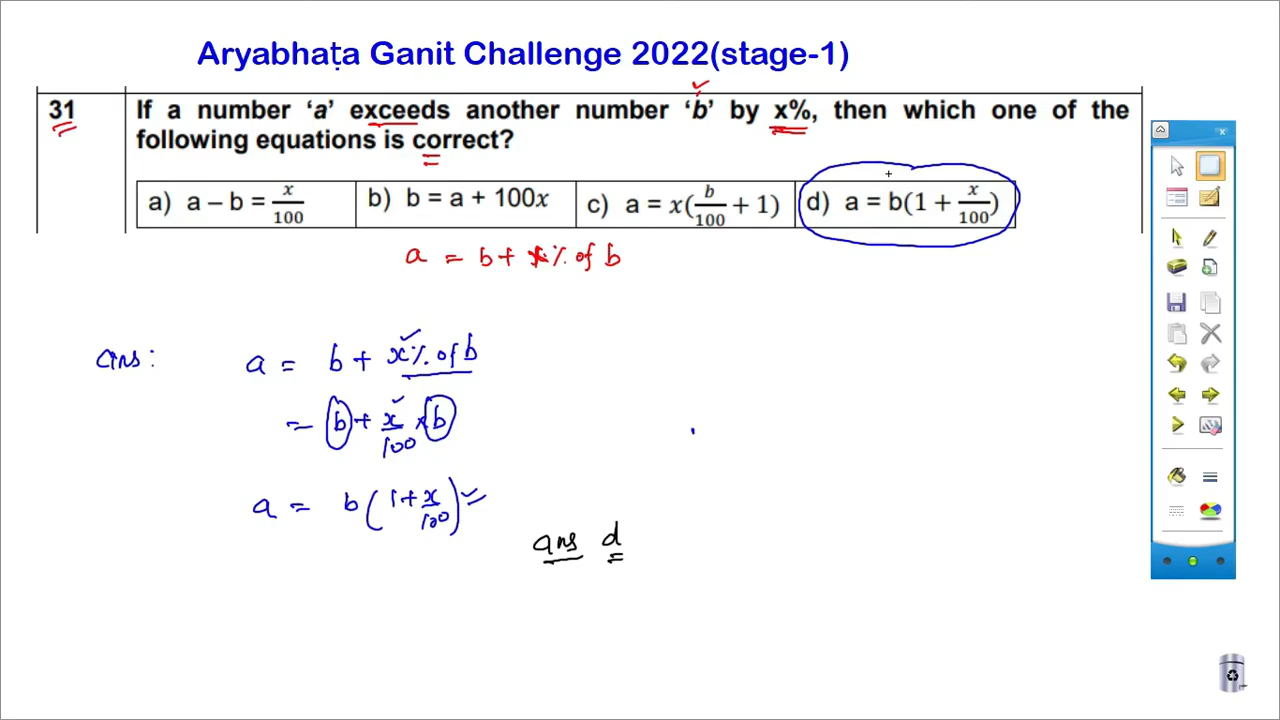 Aryabhaṭa Ganit Challenge 2022(stage-1)
31 If a number ‘a’ exceeds another number ‘b’ by x%, then which one of the
following equations is correct?
a) a – b = x/100 b) b = a + 100x c) a = x(b/100 + 1) d) a = b(1 + x/100)
a = b + x% of b
ans: a = b + x% of b
= b + x/100 × b
a = b(1 + x/100)
ans d